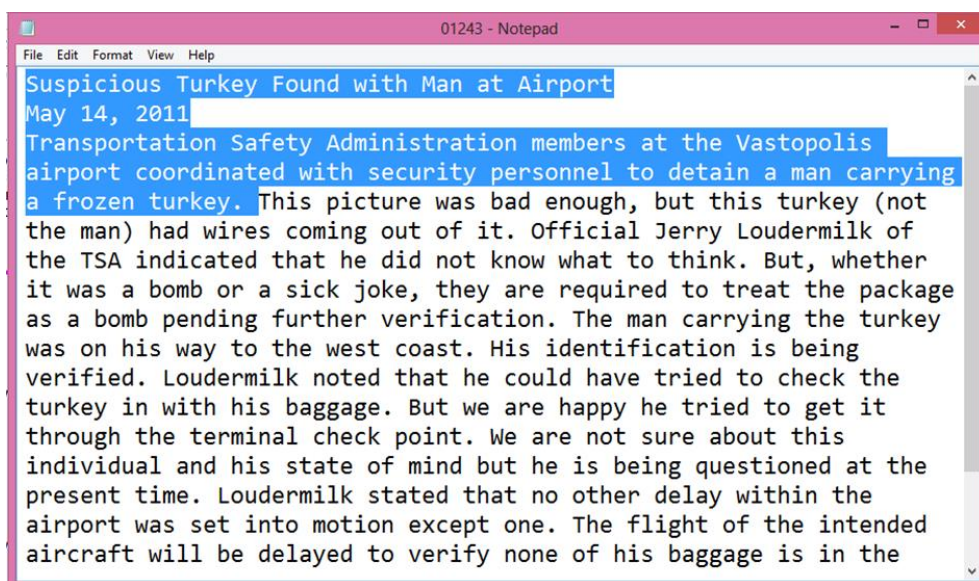 01243 - Notepad
File Edit Format View Help
Suspicious Turkey Found with Man at Airport
May 14, 2011
Transportation Safety Administration members at the Vastopolis
airport coordinated with security personnel to detain a man carrying
a frozen turkey. This picture was bad enough, but this turkey (not
the man) had wires coming out of it. Official Jerry Loudermilk of
the TSA indicated that he did not know what to think. But, whether
it was a bomb or a sick joke, they are required to treat the package
as a bomb pending further verification. The man carrying the turkey
was on his way to the west coast. His identification is being
verified. Loudermilk noted that he could have tried to check the
turkey in with his baggage. But we are happy he tried to get it
through the terminal check point. We are not sure about this
individual and his state of mind but he is being questioned at the
present time. Loudermilk stated that no other delay within the
airport was set into motion except one. The flight of the intended
aircraft will be delayed to verify none of his baggage is in the